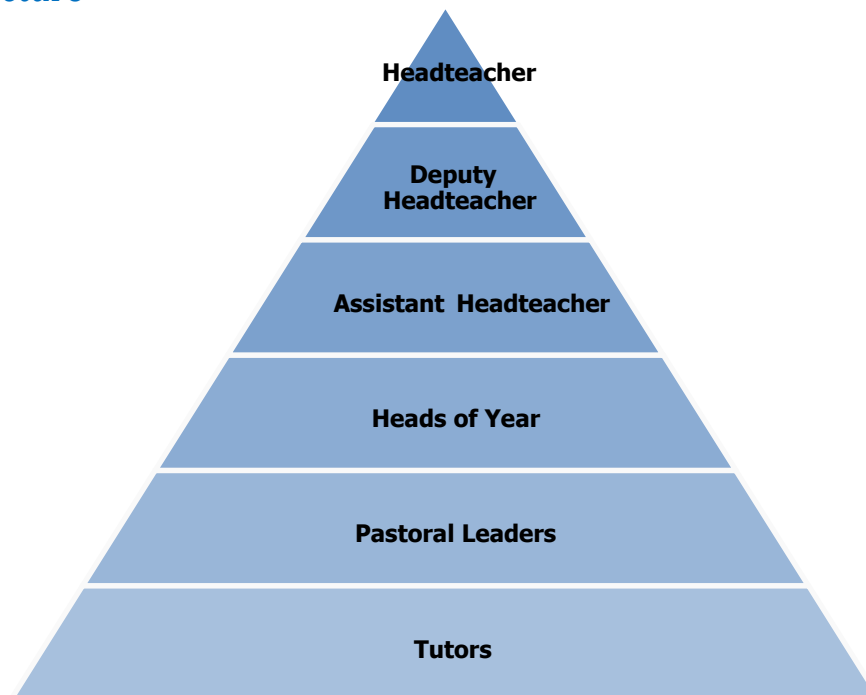 Headteacher
Deputy
Headteacher
Assistant Headteacher
Heads of Year
Pastoral Leaders
Tutors